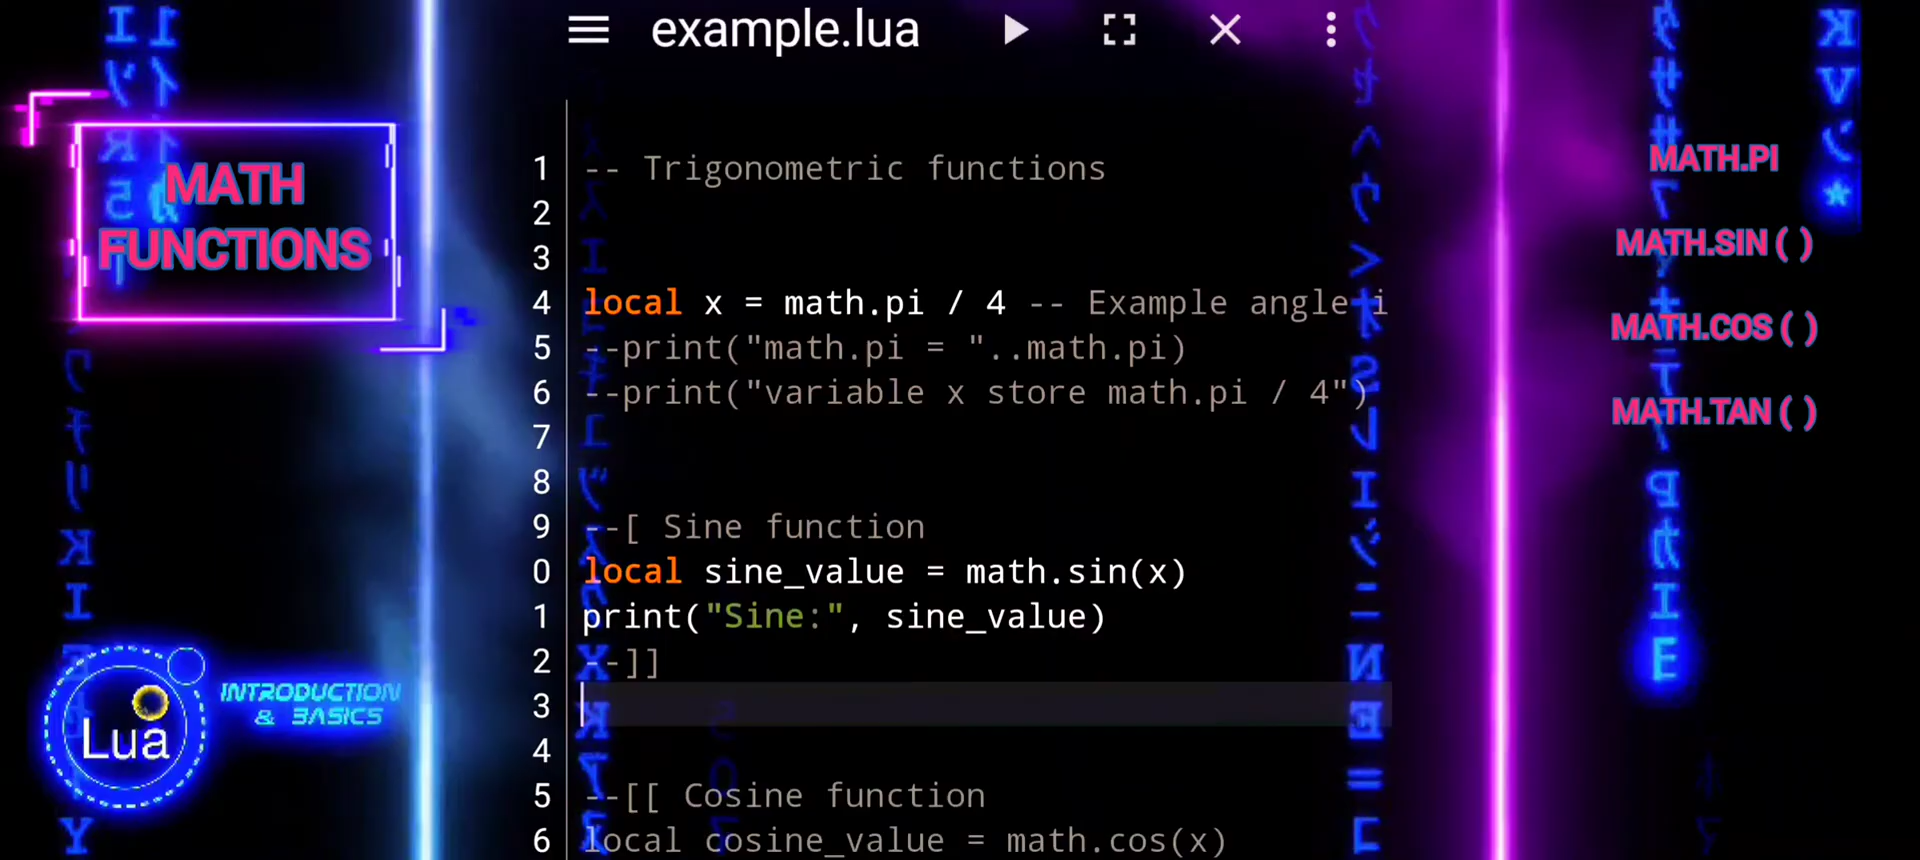 example.lua
MATH
FUNCTIONS
1 -- Trigonometric functions
2
3
4 local x = math.pi / 4 -- Example angle i
5 --print("math.pi = "..math.pi)
6 --print("variable x store math.pi / 4")
7
8
9 --[ Sine function
0 local sine_value = math.sin(x)
1 print("Sine:", sine_value)
2 --]]
3
4
5 --[[ Cosine function
6 local cosine_value = math.cos(x)
MATH.PI
MATH.SIN ( )
MATH.COS ( )
MATH.TAN ( )
Lua
INTRODUCTION
& BASICS